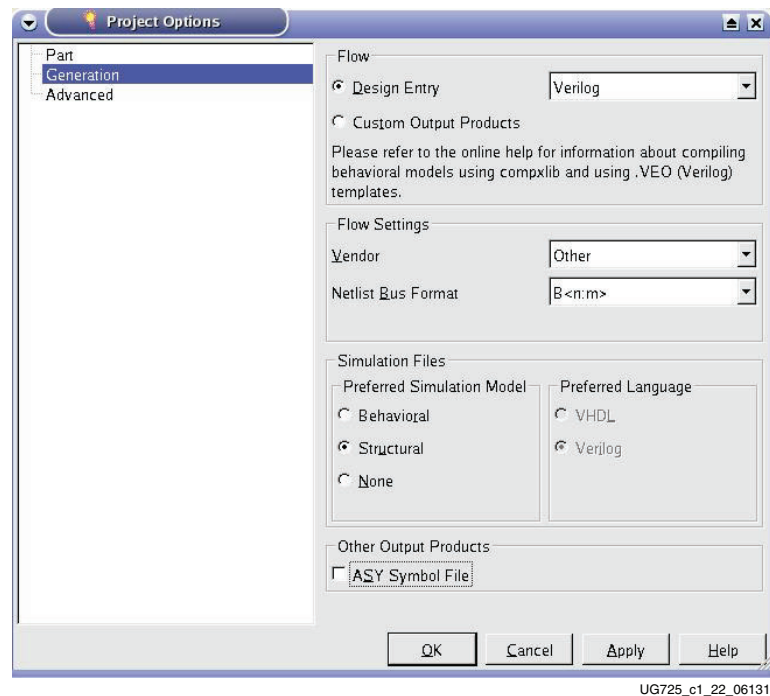 Project Options
Part
Generation
Advanced
Flow
Design Entry
Verilog
Custom Output Products
Please refer to the online help for information about compiling
behavioral models using compxlib and using .VEO (Verilog)
templates.
Flow Settings
Vendor
Other
Netlist Bus Format
B<n:m>
Simulation Files
Preferred Simulation Model
Preferred Language
Behavioral
VHDL
Structural
Verilog
None
Other Output Products
ASY Symbol File
OK Cancel Apply Help
UG725_c1_22_06131